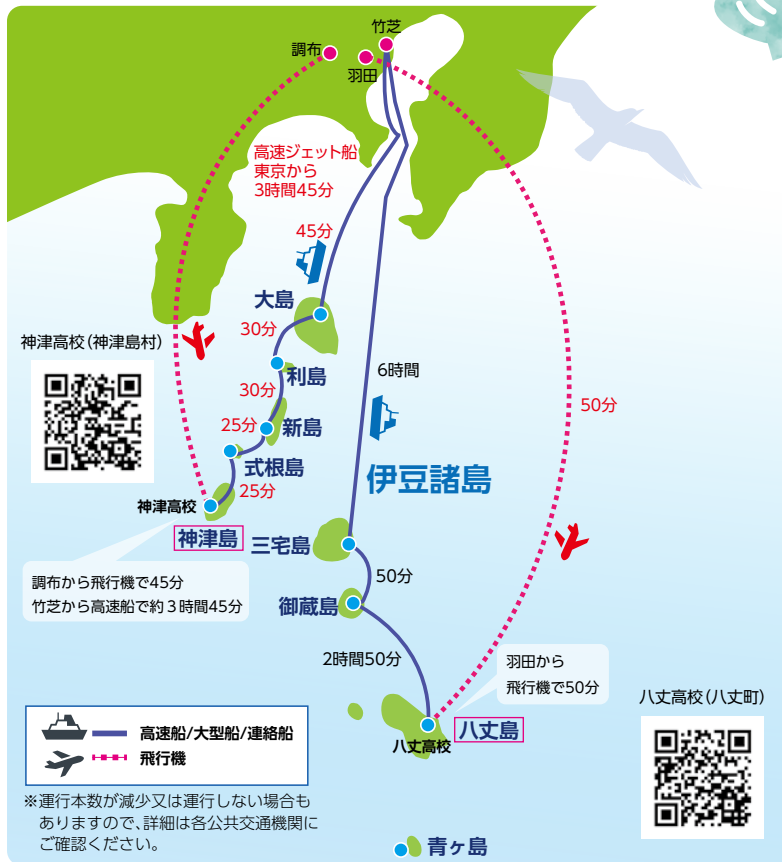 竹芝
調布
羽田
高速ジェット船
東京から
3時間45分
45分
大島
30分
神津高校(神津島村)
利島
6時間
30分
50分
25分
新島
式根島
伊豆諸島
25分
神津高校
神津島
三宅島
調布から飛行機で45分
竹芝から高速船で約3時間45分
50分
御蔵島
2時間50分
羽田から
飛行機で50分
八丈高校(八丈町)
高速船/大型船/連絡船
飛行機
八丈島
八丈高校
※運行本数が減少又は運行しない場合も
ありますので、詳細は各公共交通機関に
ご確認ください。
青ヶ島